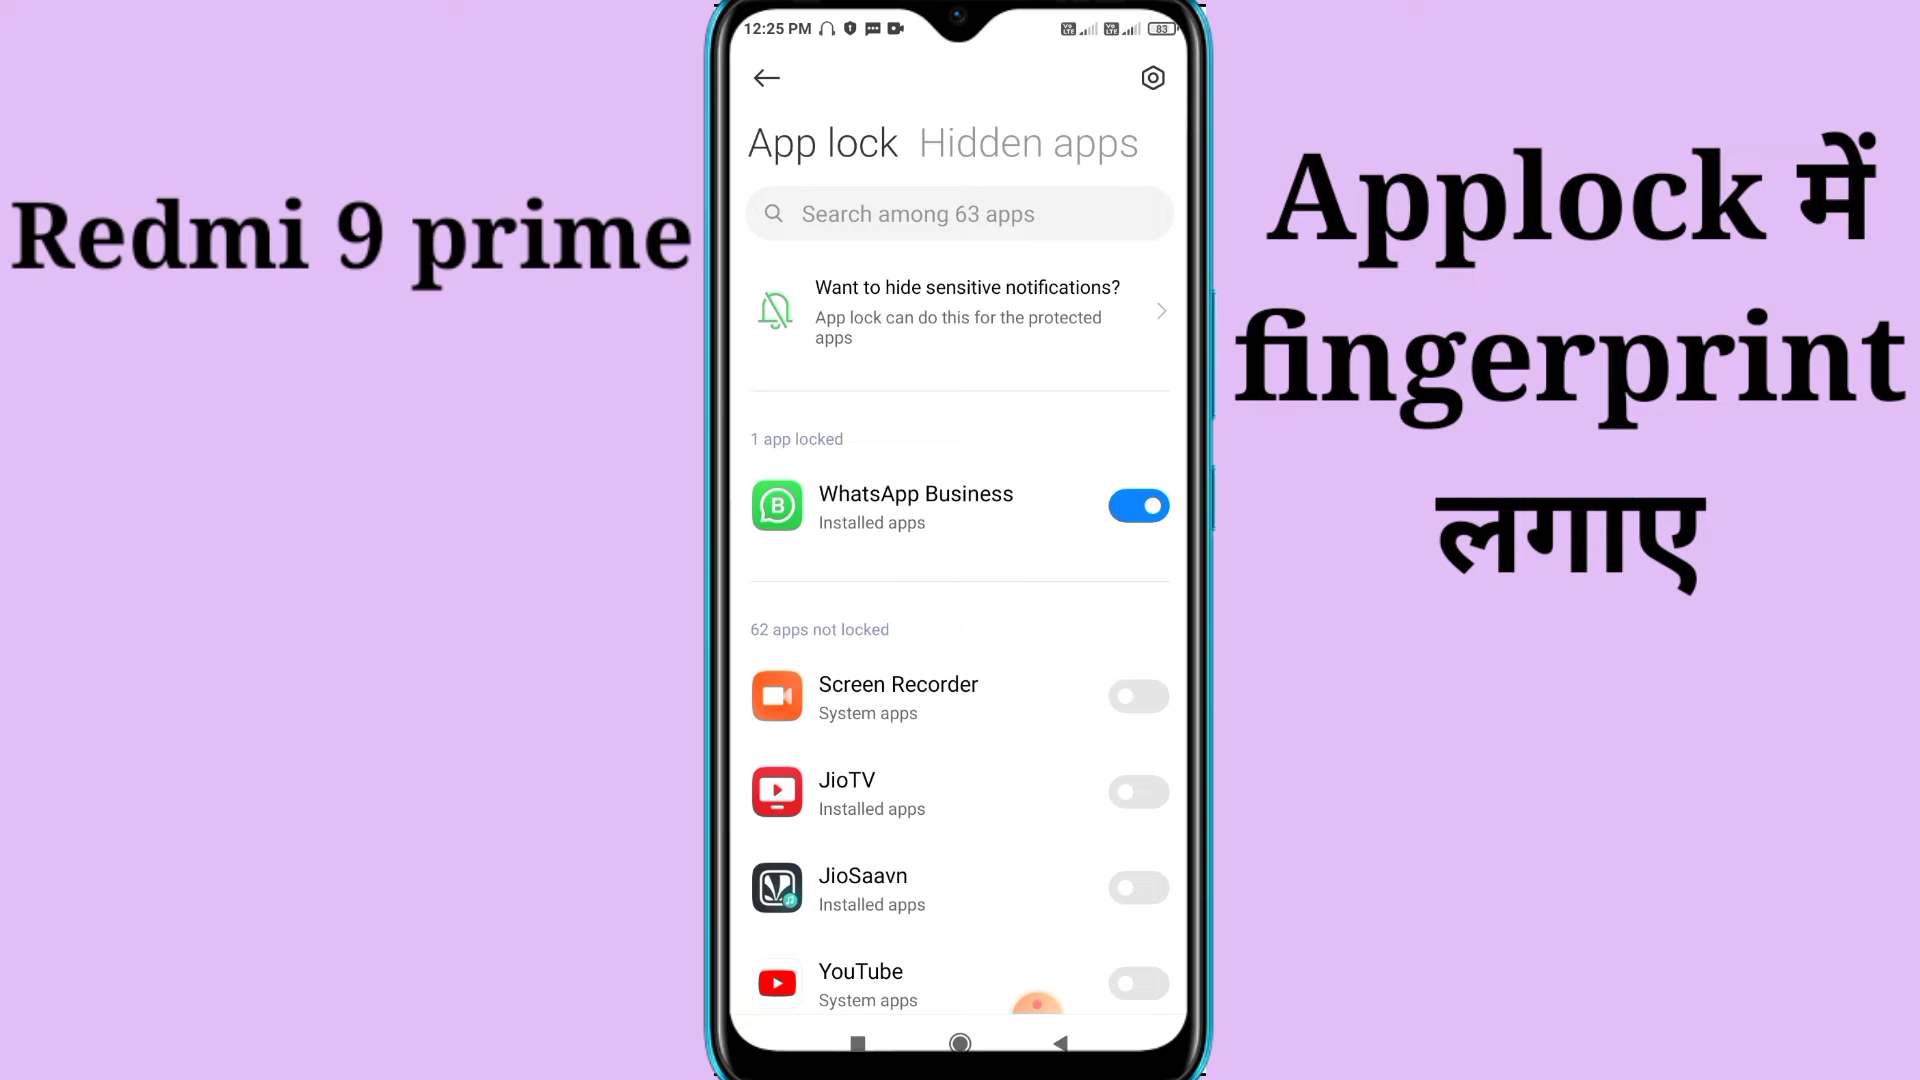 Redmi 9 prime
12:25 PM
83
App lock Hidden apps
Search among 63 apps
Want to hide sensitive notifications?
App lock can do this for the protected
apps
1 app locked
WhatsApp Business
Installed apps
62 apps not locked
Screen Recorder
System apps
JioTV
Installed apps
JioSaavn
Installed apps
YouTube
System apps
Applock में
fingerprint
लगाए